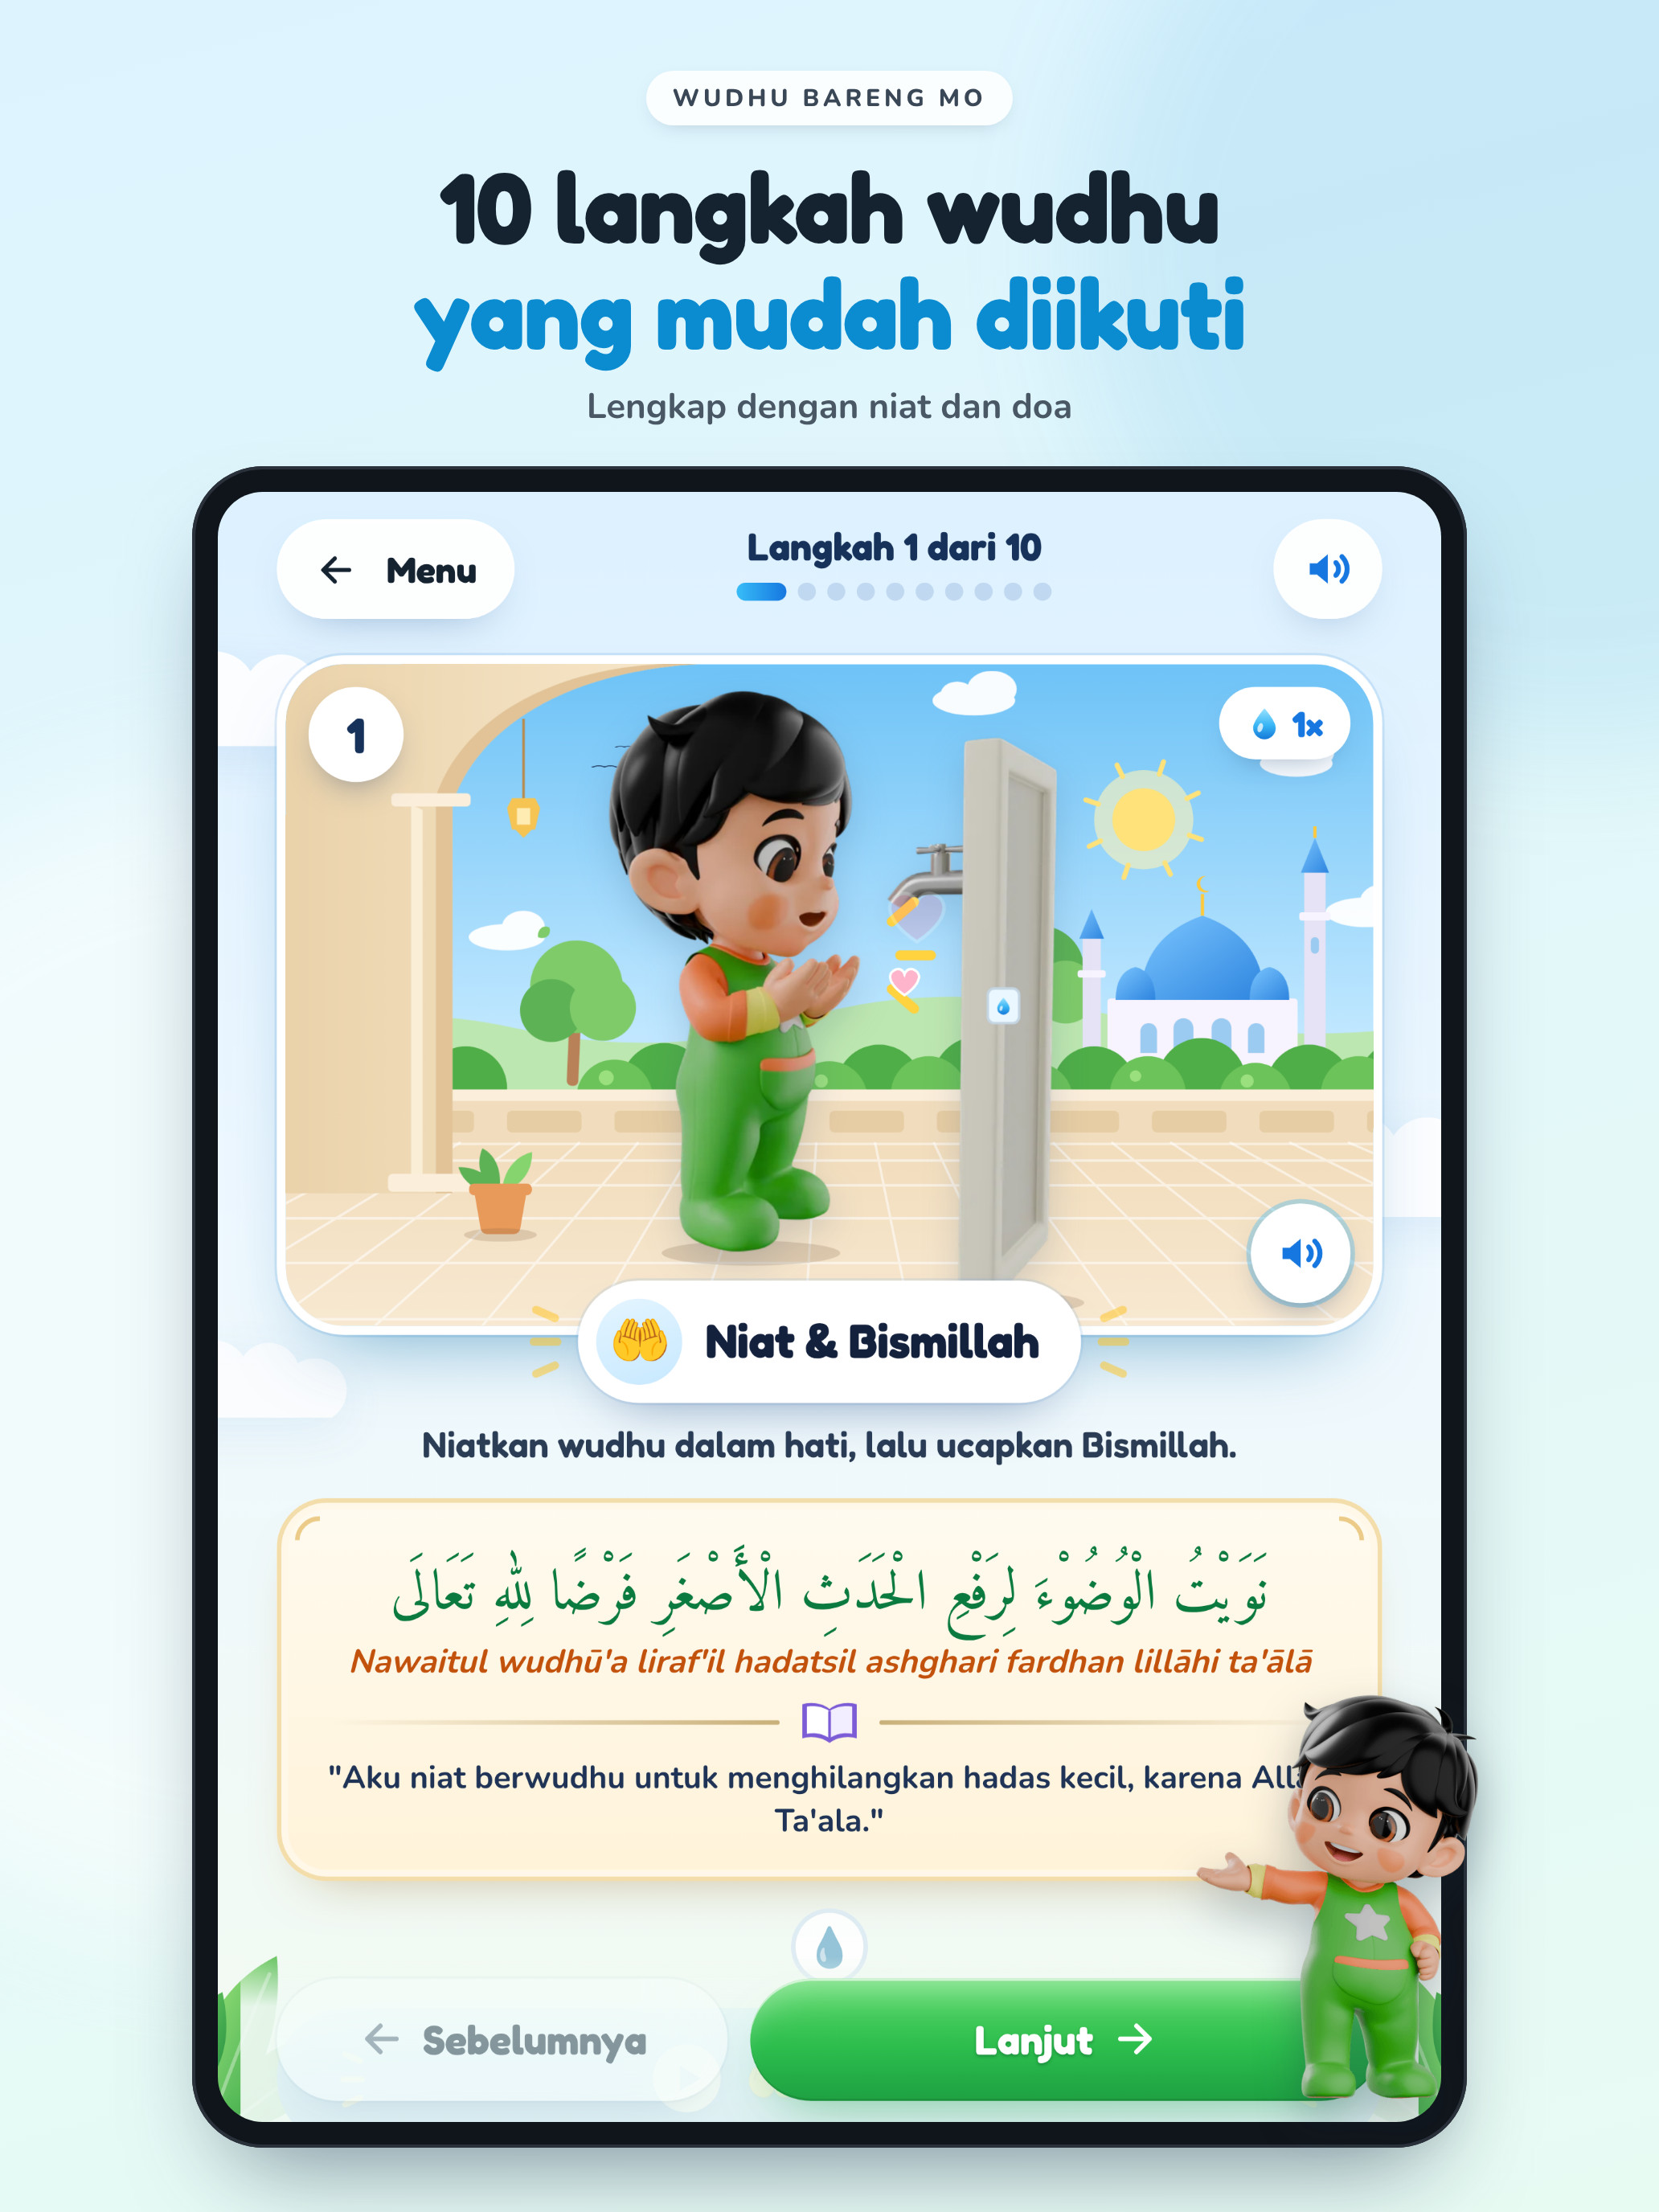 WUDHU BARENG MO
10 langkah wudhu
yang mudah diikuti
Lengkap dengan niat dan doa
Menu
Langkah 1 dari 10
1
1x
Niat & Bismillah
Niatkan wudhu dalam hati, lalu ucapkan Bismillah.
نَوَيْتُ الْوُضُوْءَ لِرَفْعِ الْحَدَثِ الْأَصْغَرِ فَرْضًا لِلّٰهِ تَعَالَى
Nawaitul wudhū'a liraf'il hadatsil ashghari fardhan lillāhi ta'ālā
"Aku niat berwudhu untuk menghilangkan hadas kecil, karena
Ta'ala."
Sebelumnya
Lanjut